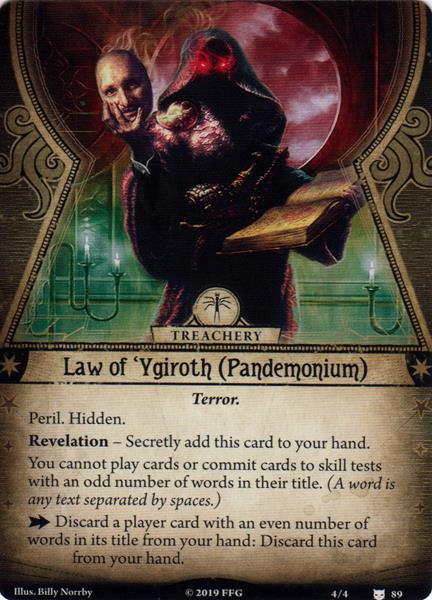 TREACHERY
Law of ‘Ygiroth (Pandemonium)
Terror.
Peril. Hidden.
Revelation – Secretly add this card to your hand.
You cannot play cards or commit cards to skill tests
with an odd number of words in their title. (A word is
any text separated by spaces.)
Discard a player card with an even number of
words in its title from your hand: Discard this card
from your hand.
Illus. Billy Norrby © 2019 FFG 4/4 89